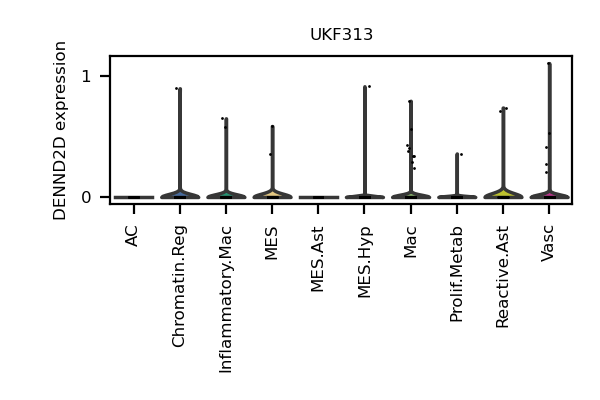 UKF313
DENND2D expression
1
0
AC
Chromatin.Reg
Inflammatory.Mac
MES
MES.Ast
MES.Hyp
Mac
Prolif.Metab
Reactive.Ast
Vasc